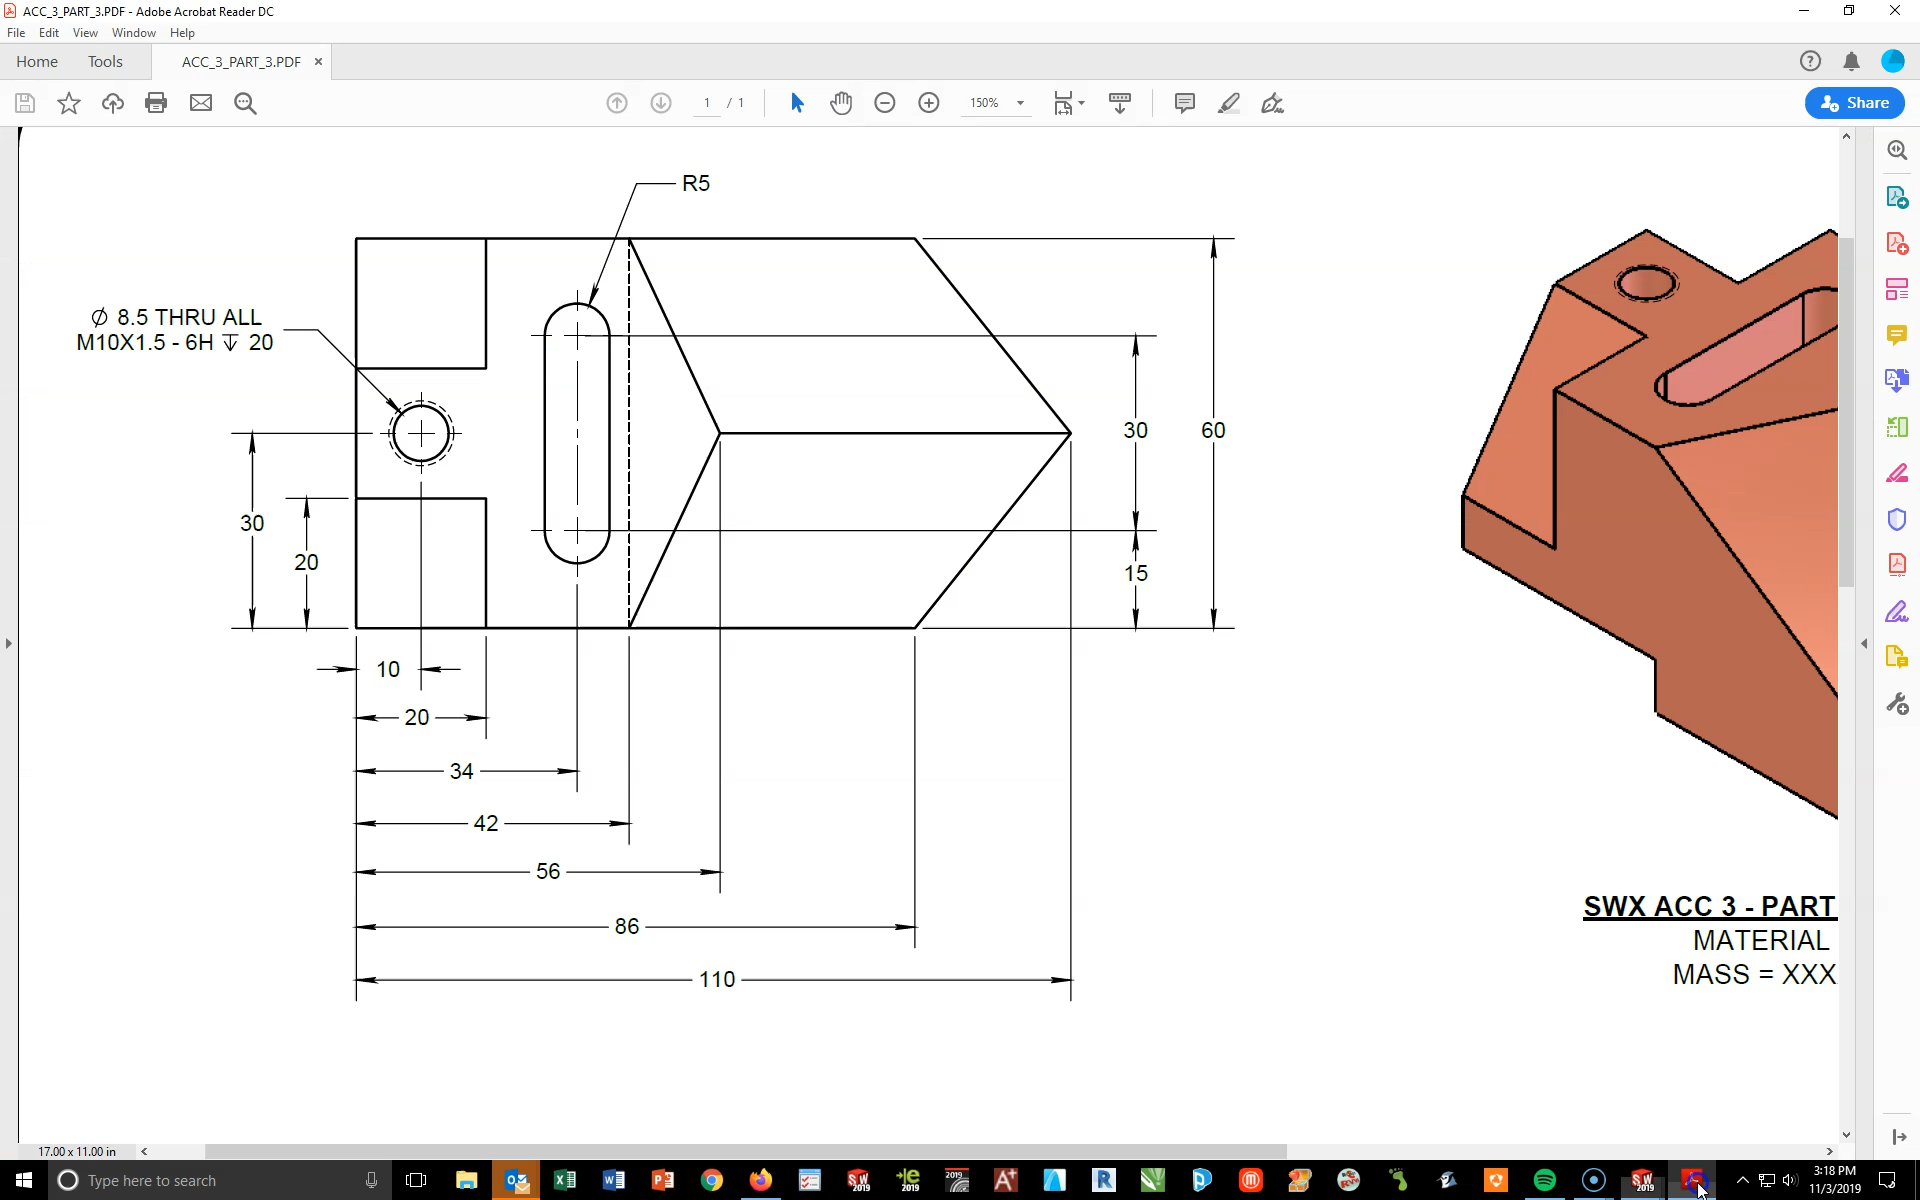 ACC_3_PART_3.PDF - Adobe Acrobat Reader DC
File Edit View Window Help
Home Tools ACC_3_PART_3.PDF ×
1 / 1 150% Share
R5
⌀ 8.5 THRU ALL
M10X1.5 - 6H ↧ 20
30 60
30
20
15
10
20
34
42
56
86
110
SWX ACC 3 - PART
MATERIAL
MASS = XXX
17.00 x 11.00 in
Type here to search
3:18 PM
11/3/2019